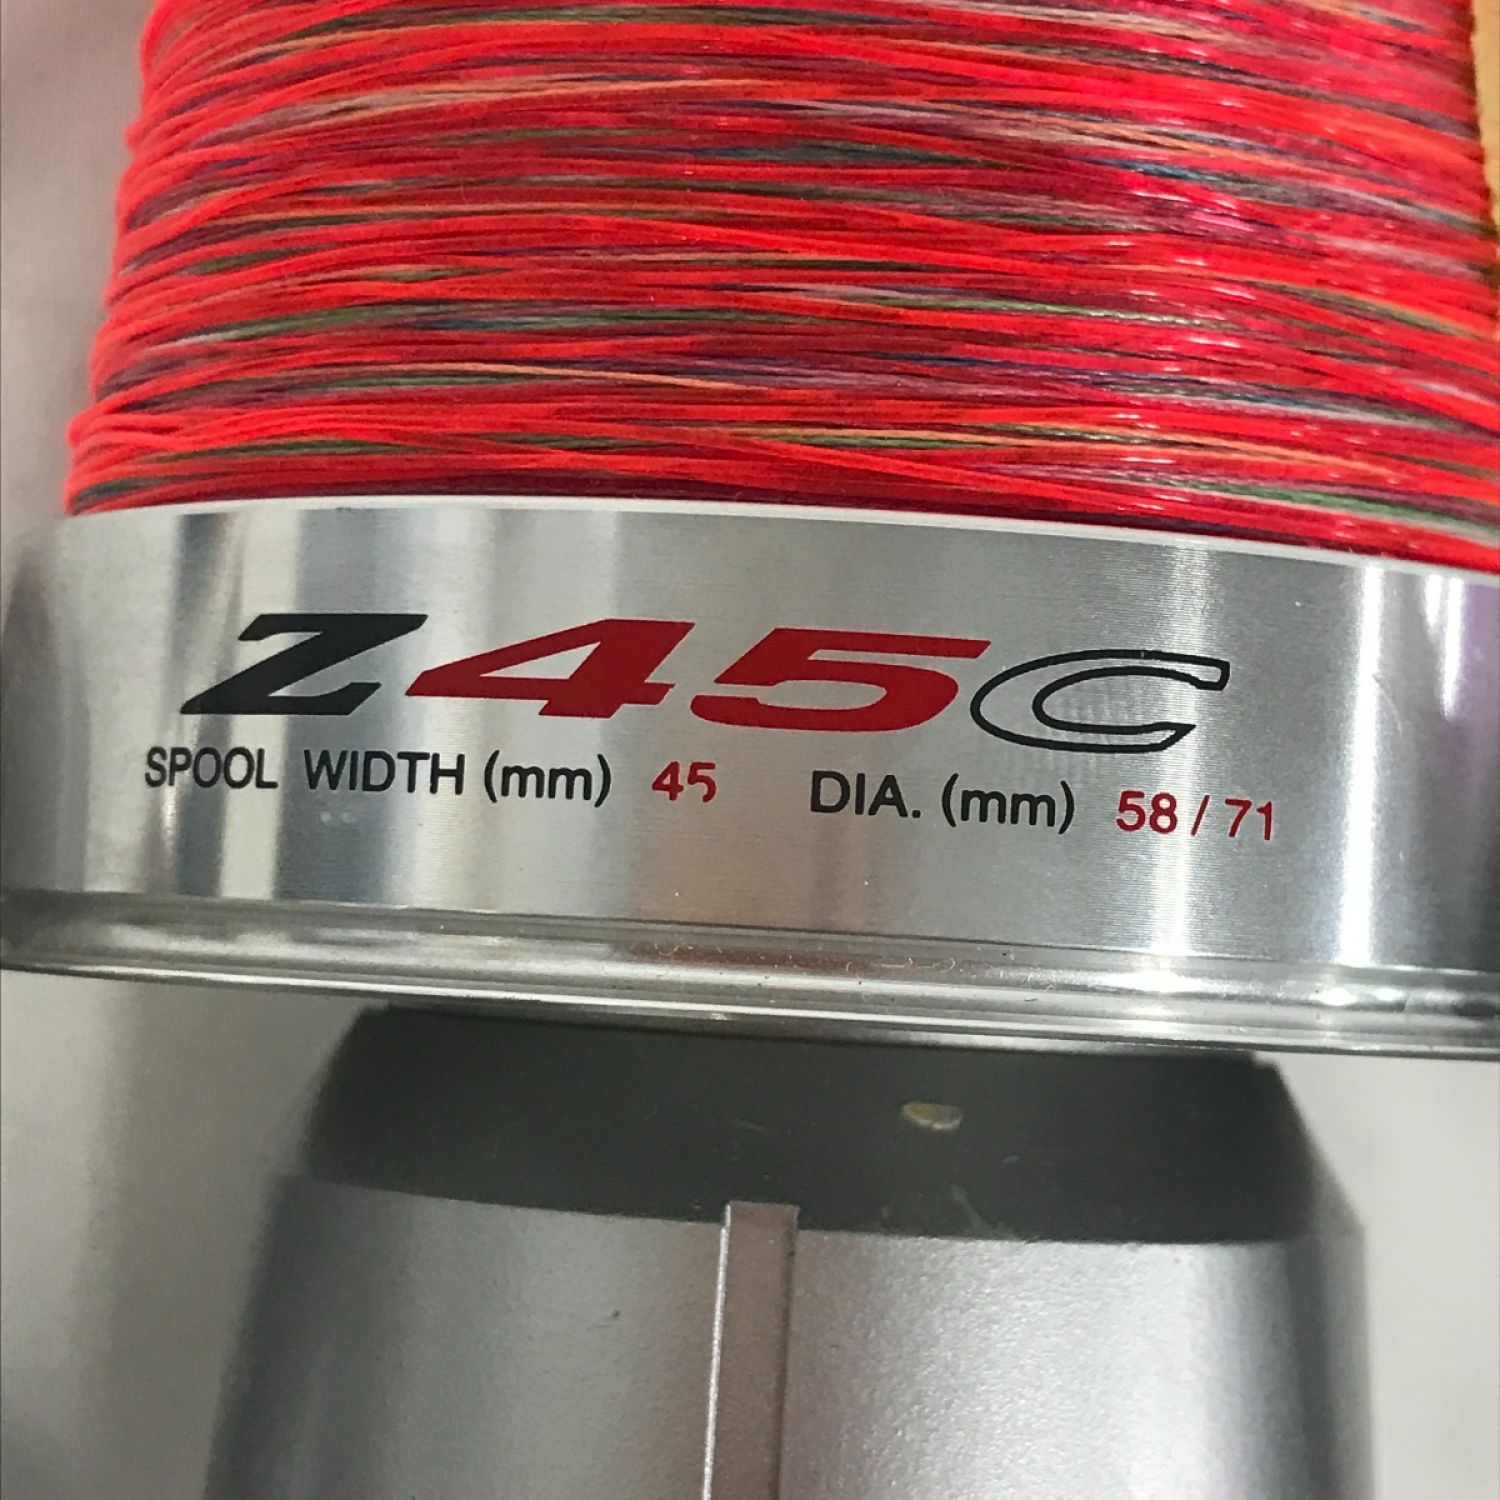 Z45C
SPOOL WIDTH (mm) 45 DIA. (mm) 58 / 71